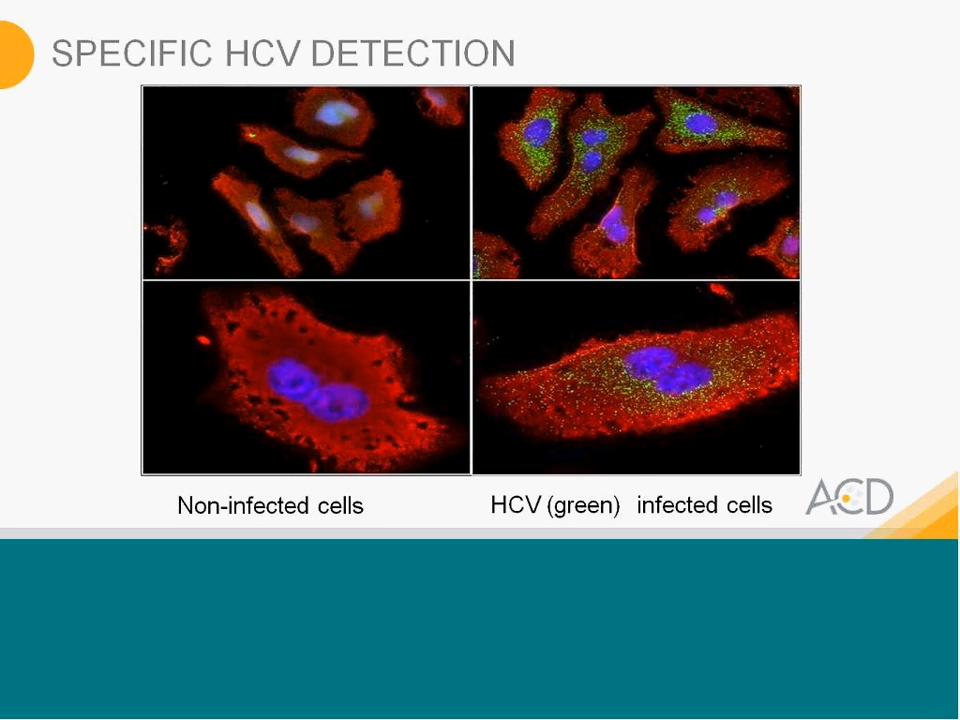 SPECIFIC HCV DETECTION
Non-infected cells
HCV (green) infected cells
ACD